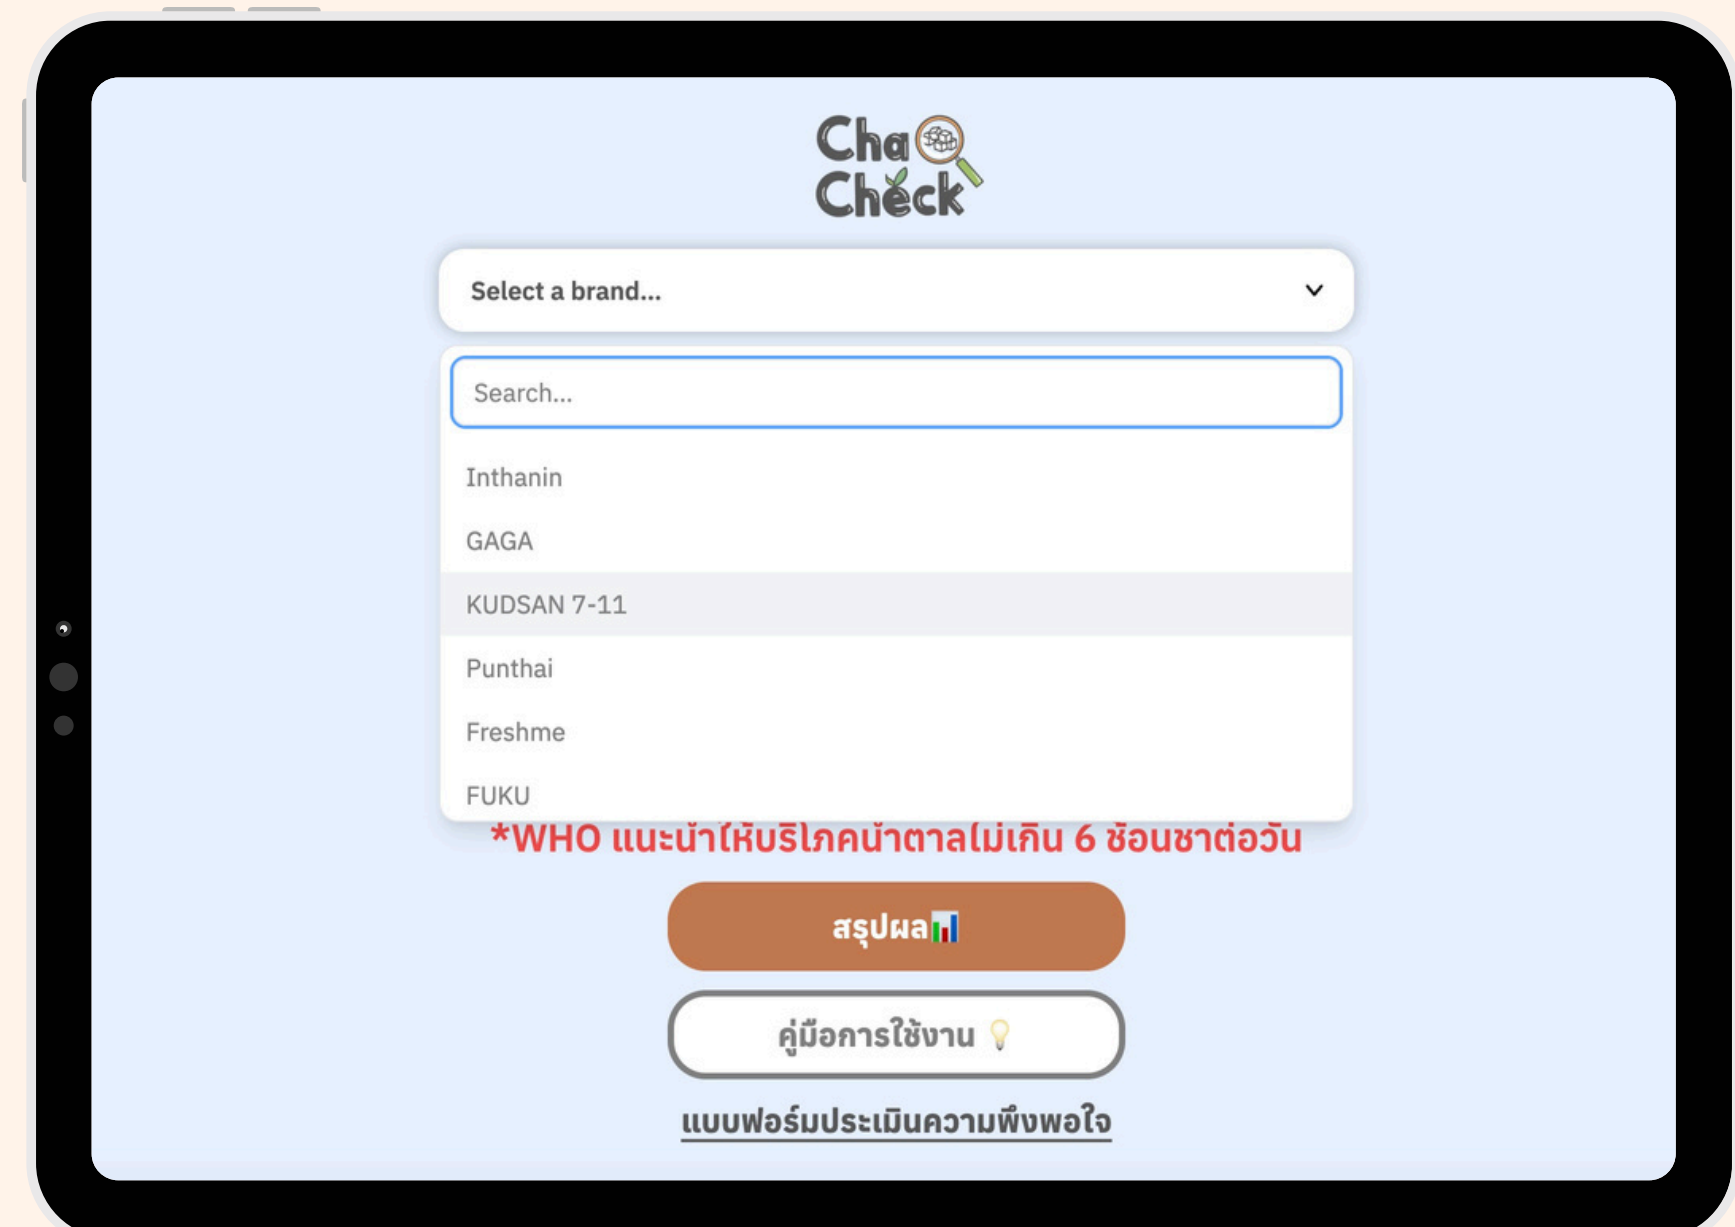 Cha
Check
Select a brand...
Search...
Inthanin
GAGA
KUDSAN 7-11
Punthai
Freshme
FUKU
*WHO แนะนำให้บริโภคน้ำตาลไม่เกิน 6 ช้อนชาต่อวัน
สรุปผล
คู่มือการใช้งาน
แบบฟอร์มประเมินความพึงพอใจ